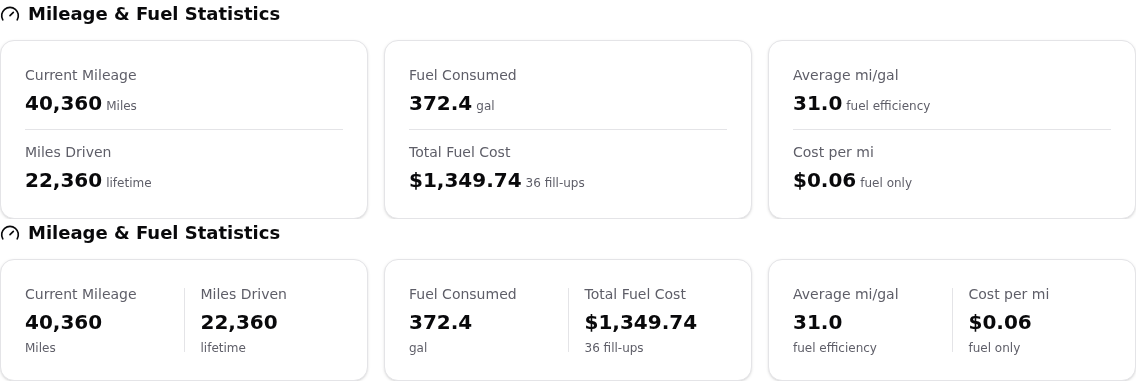 Mileage & Fuel Statistics
Current Mileage
40,360 Miles
Miles Driven
22,360 lifetime
Fuel Consumed
372.4 gal
Total Fuel Cost
$1,349.74 36 fill-ups
Average mi/gal
31.0 fuel efficiency
Cost per mi
$0.06 fuel only
Mileage & Fuel Statistics
Current Mileage
40,360
Miles
Miles Driven
22,360
lifetime
Fuel Consumed
372.4
gal
Total Fuel Cost
$1,349.74
36 fill-ups
Average mi/gal
31.0
fuel efficiency
Cost per mi
$0.06
fuel only